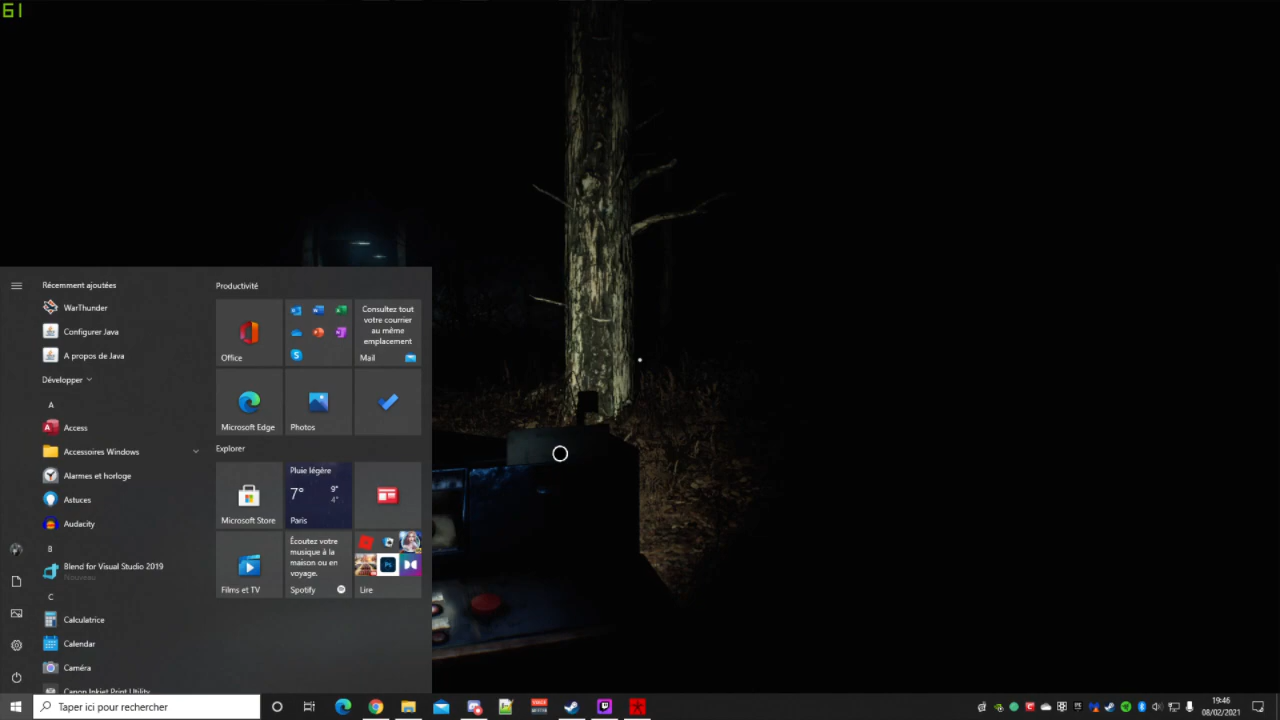 61
Récemment ajoutées
WarThunder
Configurer Java
A propos de Java
Développer
A
Access
Accessoires Windows
Alarmes et horloge
Astuces
Audacity
B
Blend for Visual Studio 2019
Nouveau
C
Calculatrice
Calendar
Caméra
Canon Inkjet Print Utility
Productivité
Office
Consultez tout
votre courrier
au même
emplacement
Mail
Microsoft Edge
Photos
Explorer
Microsoft Store
Pluie légère
7° 9°
4°
Paris
Films et TV
Écoutez votre
musique à la
maison ou en
voyage.
Spotify
Ps
Lire
Taper ici pour rechercher
19:46
08/02/2021